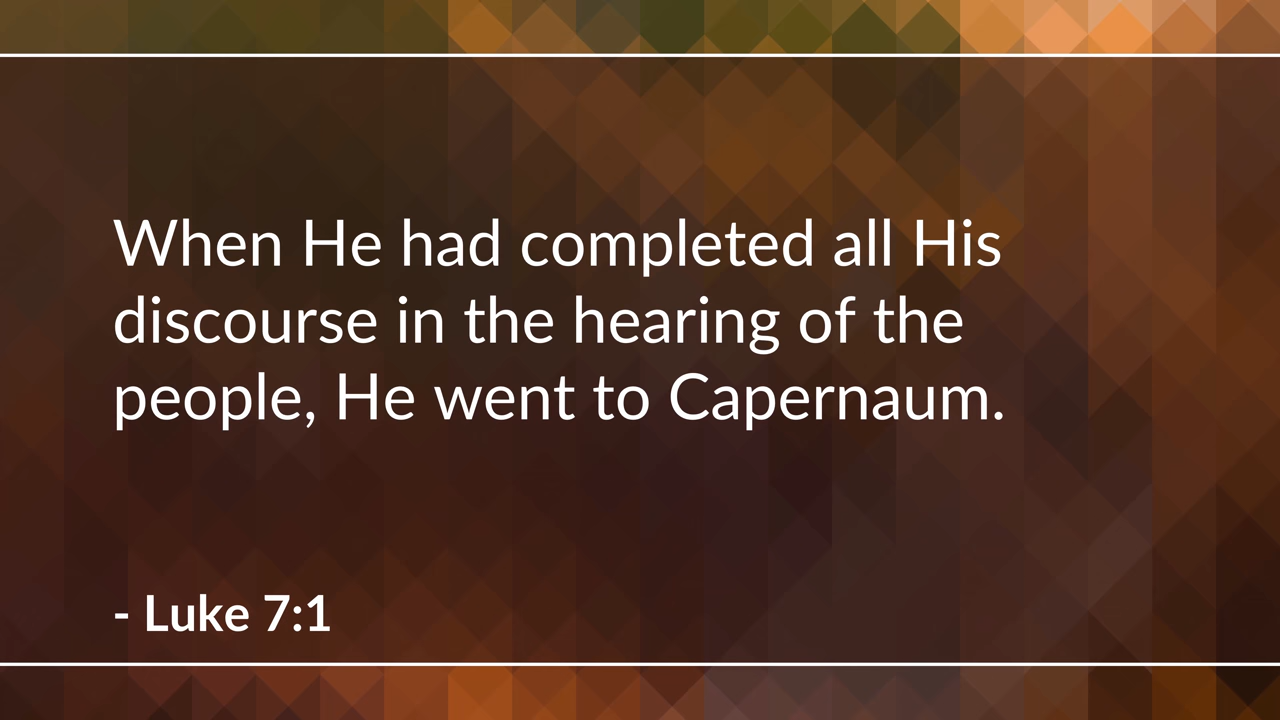 When He had completed all His
discourse in the hearing of the
people, He went to Capernaum.
- Luke 7:1